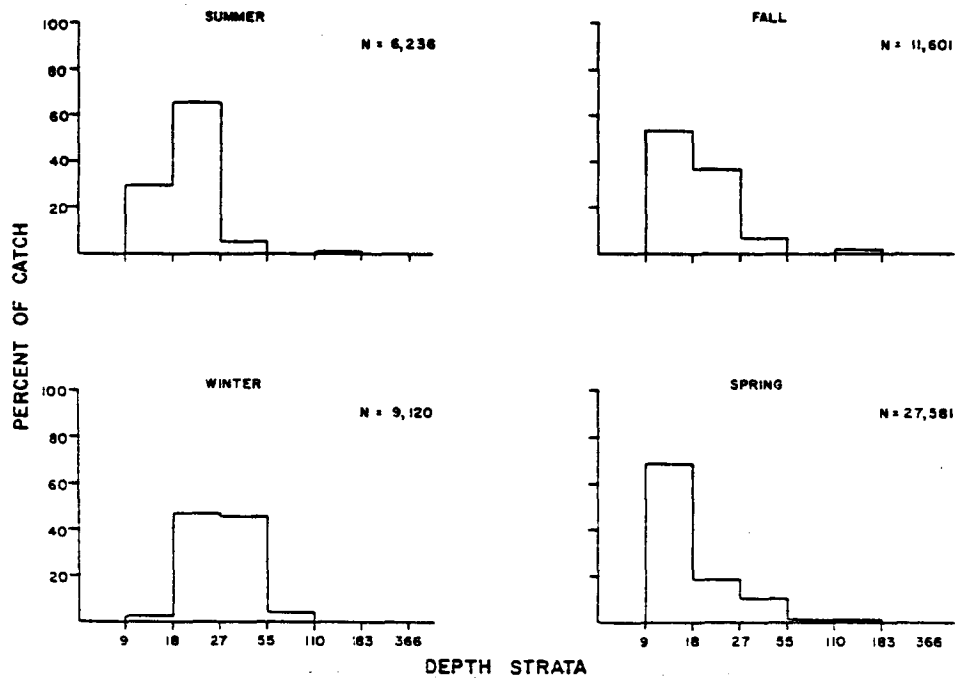 SUMMER
N = 6,236
100
80
60
40
20
FALL
N = 11,601
PERCENT OF CATCH
WINTER
N = 9,120
100
80
60
40
20
9 18 27 55 110 183 366
SPRING
N = 27,581
9 18 27 55 110 183 366
DEPTH STRATA